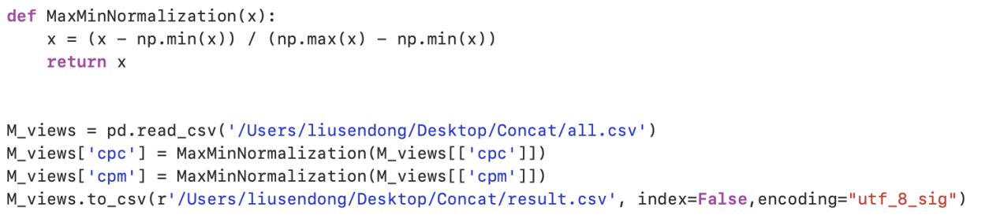 def MaxMinNormalization(x):
    x = (x − np.min(x)) / (np.max(x) − np.min(x))
    return x
M_views = pd.read_csv('/Users/liusendong/Desktop/Concat/all.csv')
M_views['cpc'] = MaxMinNormalization(M_views[['cpc']])
M_views['cpm'] = MaxMinNormalization(M_views[['cpm']])
M_views.to_csv(r'/Users/liusendong/Desktop/Concat/result.csv', index=False,encoding="utf_8_sig")